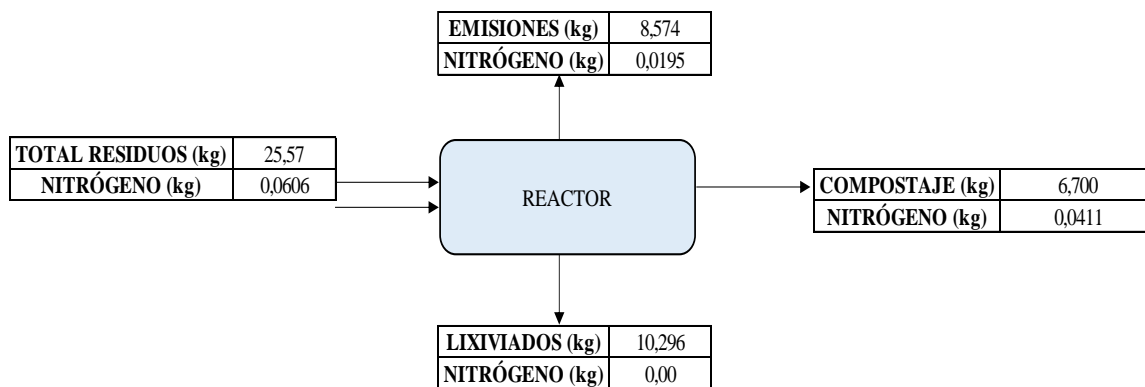 EMISIONES (kg) 8,574
NITRÓGENO (kg) 0,0195
TOTAL RESIDUOS (kg) 25,57
NITRÓGENO (kg) 0,0606
REACTOR
COMPOSTAJE (kg) 6,700
NITRÓGENO (kg) 0,0411
LIXIVIADOS (kg) 10,296
NITRÓGENO (kg) 0,00